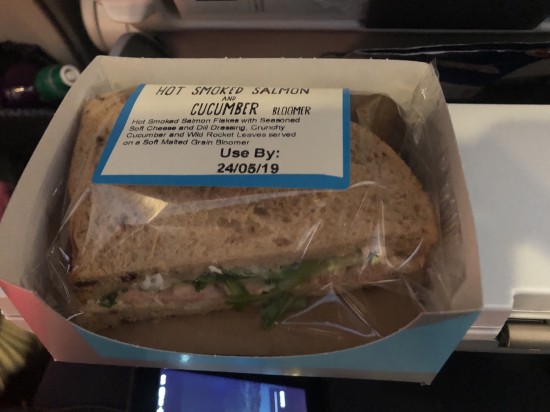 HOT SMOKED SALMON
AND
CUCUMBER BLOOMER
Hot Smoked Salmon Flakes with Seasoned
Soft Cheese and Dill Dressing, Crunchy
Cucumber and Wild Rocket Leaves served
on a Soft Malted Grain Bloomer
Use By:
24/05/19